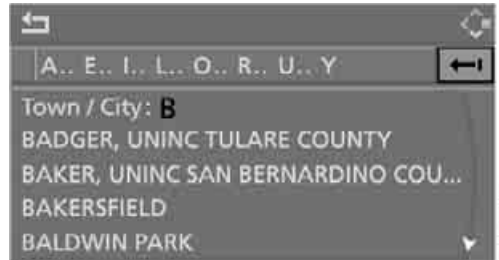 A.. E.. I.. L.. O.. R.. U.. Y
Town / City: B
BADGER, UNINC TULARE COUNTY
BAKER, UNINC SAN BERNARDINO COU...
BAKERSFIELD
BALDWIN PARK